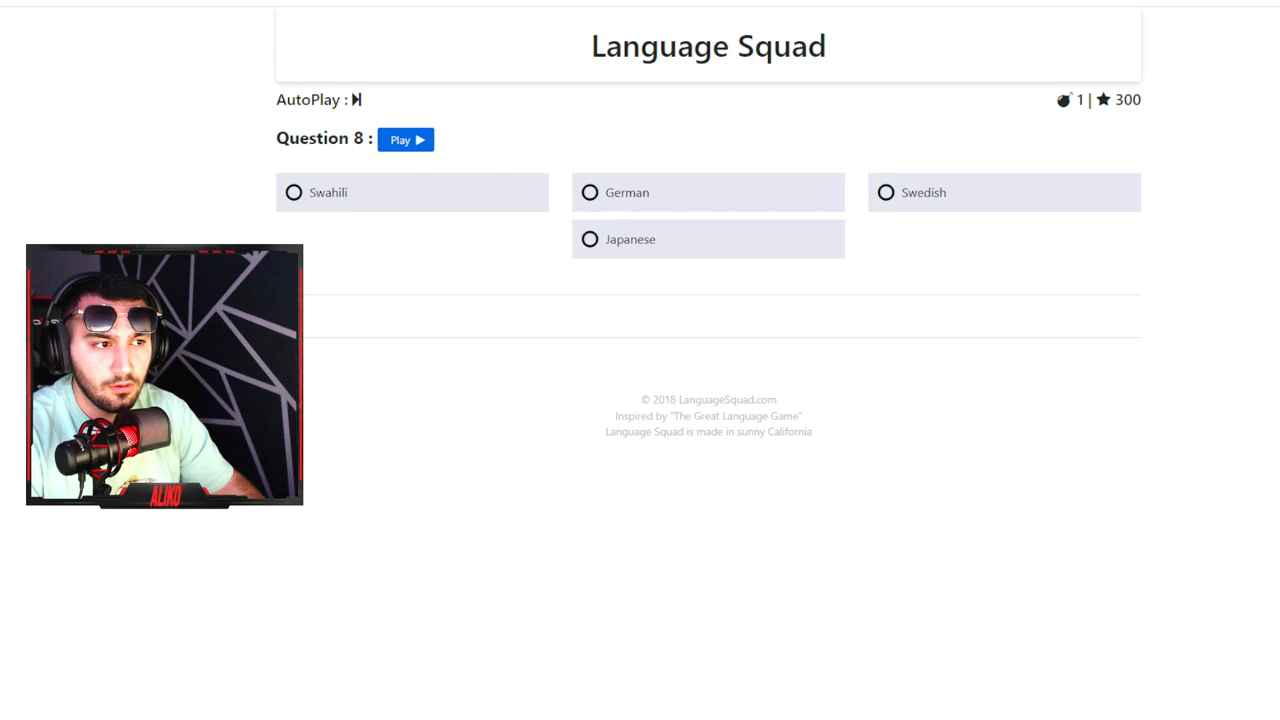 Language Squad
AutoPlay :
1 | 300
Question 8 : Play
Swahili
German
Swedish
Japanese
© 2018 LanguageSquad.com
Inspired by "The Great Language Game"
Language Squad is made in sunny California
ALIKO